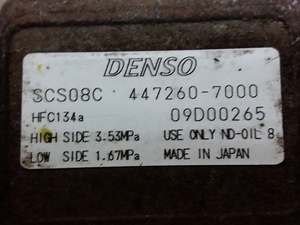 DENSO
SCS08C 447260-7000
HFC134a 09D00265
HIGH SIDE 3.53MPa USE ONLY ND-OIL 8
LOW SIDE 1.67MPa MADE IN JAPAN